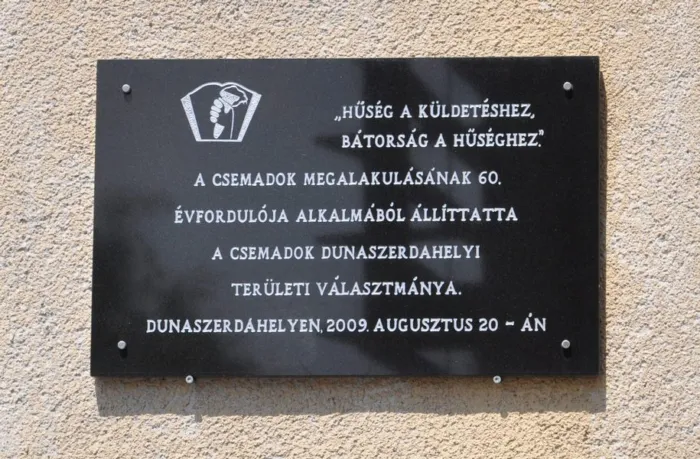 „HŰSÉG A KÜLDETÉSHEZ,
BÁTORSÁG A HŰSÉGHEZ."
A CSEMADOK MEGALAKULÁSÁNAK 60.
ÉVFORDULÓJA ALKALMÁBÓL ÁLLÍTTATTA
A CSEMADOK DUNASZERDAHELYI
TERÜLETI VÁLASZTMÁNYA.
DUNASZERDAHELYEN, 2009. AUGUSZTUS 20 - ÁN